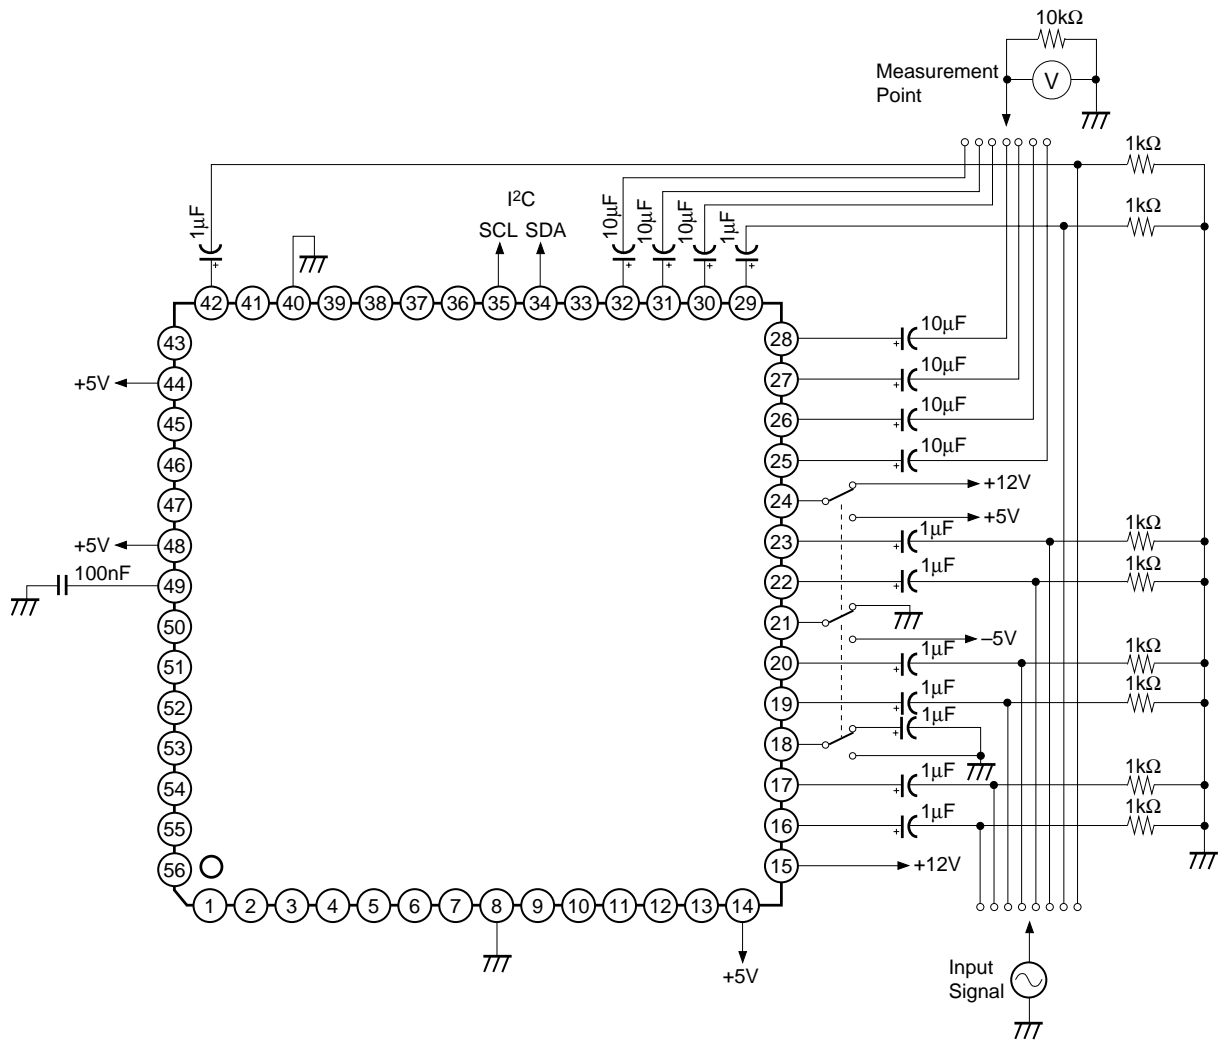 10kΩ
Measurement
Point
V
1kΩ
1kΩ
I²C
SCL SDA
1μF
10μF
10μF
10μF
1μF
42 41 40 39 38 37 36 35 34 33 32 31 30 29
43
44
45
46
47
48
49
50
51
52
53
54
55
56
+5V
+5V
100nF
28
27
26
25
24
23
22
21
20
19
18
17
16
15
10μF
10μF
10μF
10μF
+12V
+5V
1μF
1kΩ
1μF
1kΩ
–5V
1μF
1kΩ
1μF
1kΩ
1μF
1μF
1kΩ
1μF
1kΩ
+12V
1 2 3 4 5 6 7 8 9 10 11 12 13 14
+5V
Input
Signal